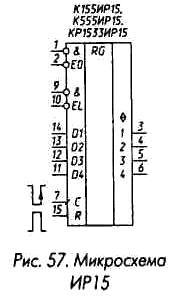 К155ИР15.
К555ИР15.
КР1533ИР15
1 & RG
2 E0
9 &
10 EL
Φ
14 D1 1 3
13 D2 2 4
12 D3 3 5
11 D4 4 6
7 C
15 R
Рис. 57. Микросхема
ИР15